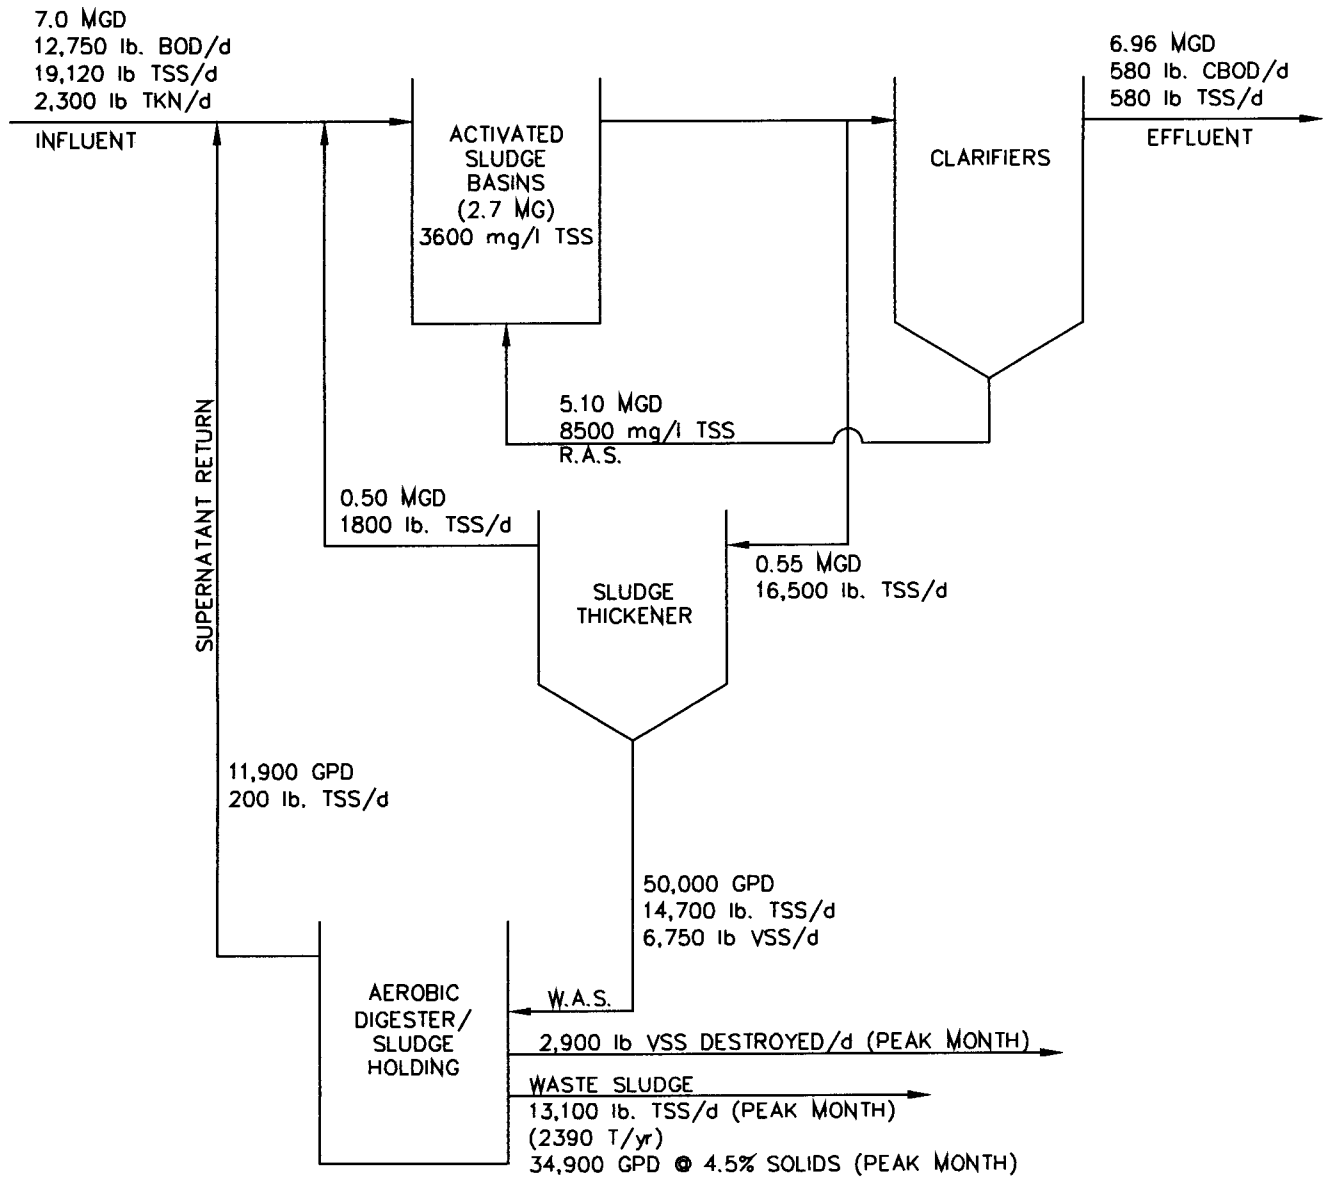 7.0 MGD
12,750 lb. BOD/d
19,120 lb TSS/d
2,300 lb TKN/d
INFLUENT
ACTIVATED
SLUDGE
BASINS
(2.7 MG)
3600 mg/l TSS
CLARIFIERS
6.96 MGD
580 lb. CBOD/d
580 lb TSS/d
EFFLUENT
5.10 MGD
8500 mg/l TSS
R.A.S.
SUPERNATANT RETURN
0.50 MGD
1800 lb. TSS/d
SLUDGE
THICKENER
0.55 MGD
16,500 lb. TSS/d
11,900 GPD
200 lb. TSS/d
50,000 GPD
14,700 lb. TSS/d
6,750 lb VSS/d
AEROBIC
DIGESTER/
SLUDGE
HOLDING
W.A.S.
2,900 lb VSS DESTROYED/d (PEAK MONTH)
WASTE SLUDGE
13,100 lb. TSS/d (PEAK MONTH)
(2390 T/yr)
34,900 GPD @ 4.5% SOLIDS (PEAK MONTH)